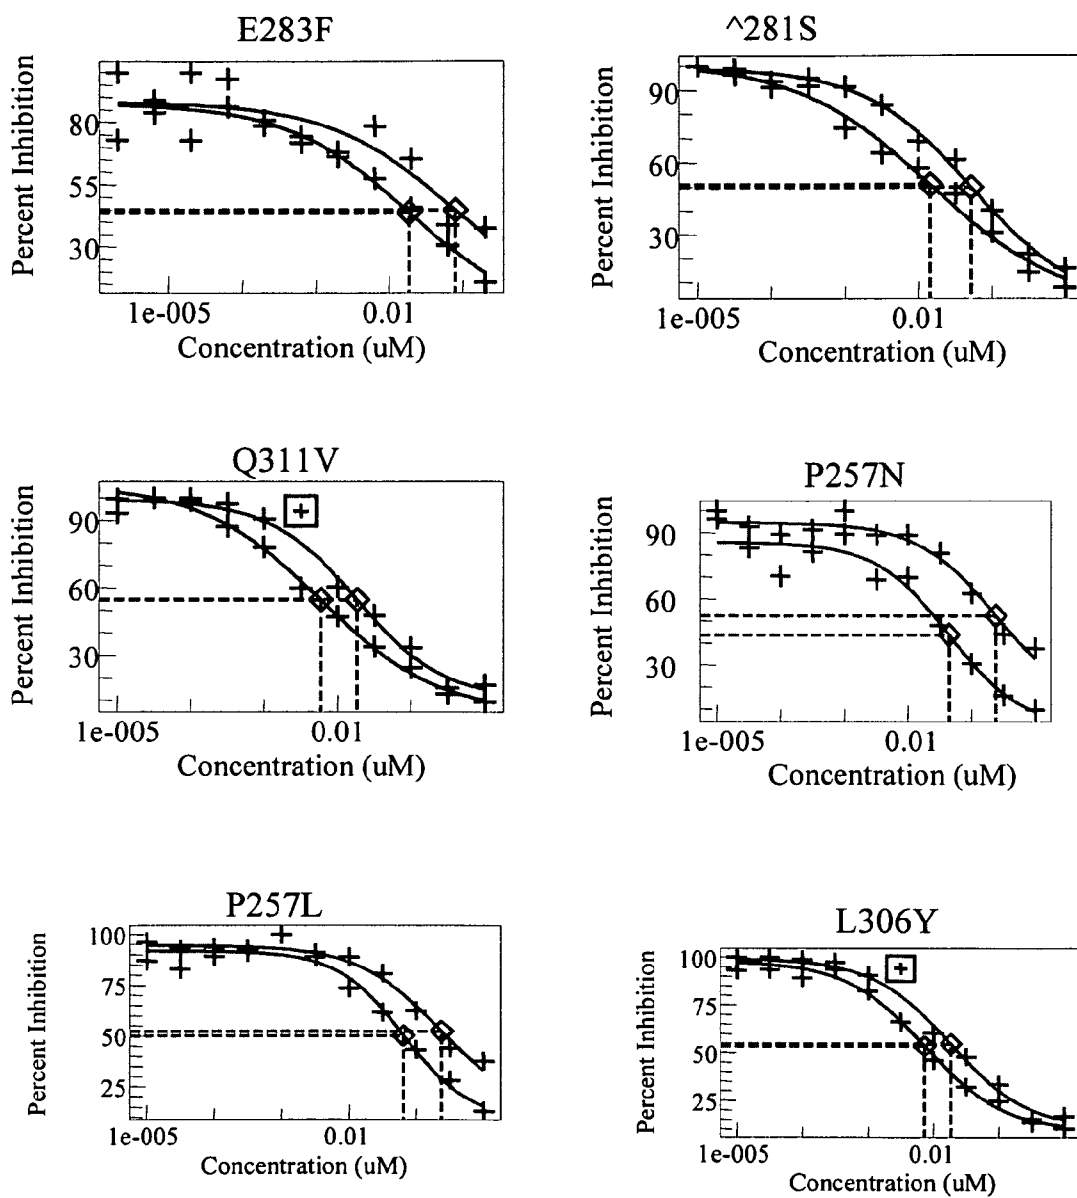 E283F
Percent Inhibition
80
55
30
1e-005 0.01
Concentration (uM)
^281S
Percent Inhibition
90
60
30
1e-005 0.01
Concentration (uM)
Q311V
Percent Inhibition
90
60
30
1e-005 0.01
Concentration (uM)
P257N
Percent Inhibition
90
60
30
1e-005 0.01
Concentration (uM)
P257L
Percent Inhibition
100
75
50
25
1e-005 0.01
Concentration (uM)
L306Y
Percent Inhibition
100
75
50
25
1e-005 0.01
Concentration (uM)